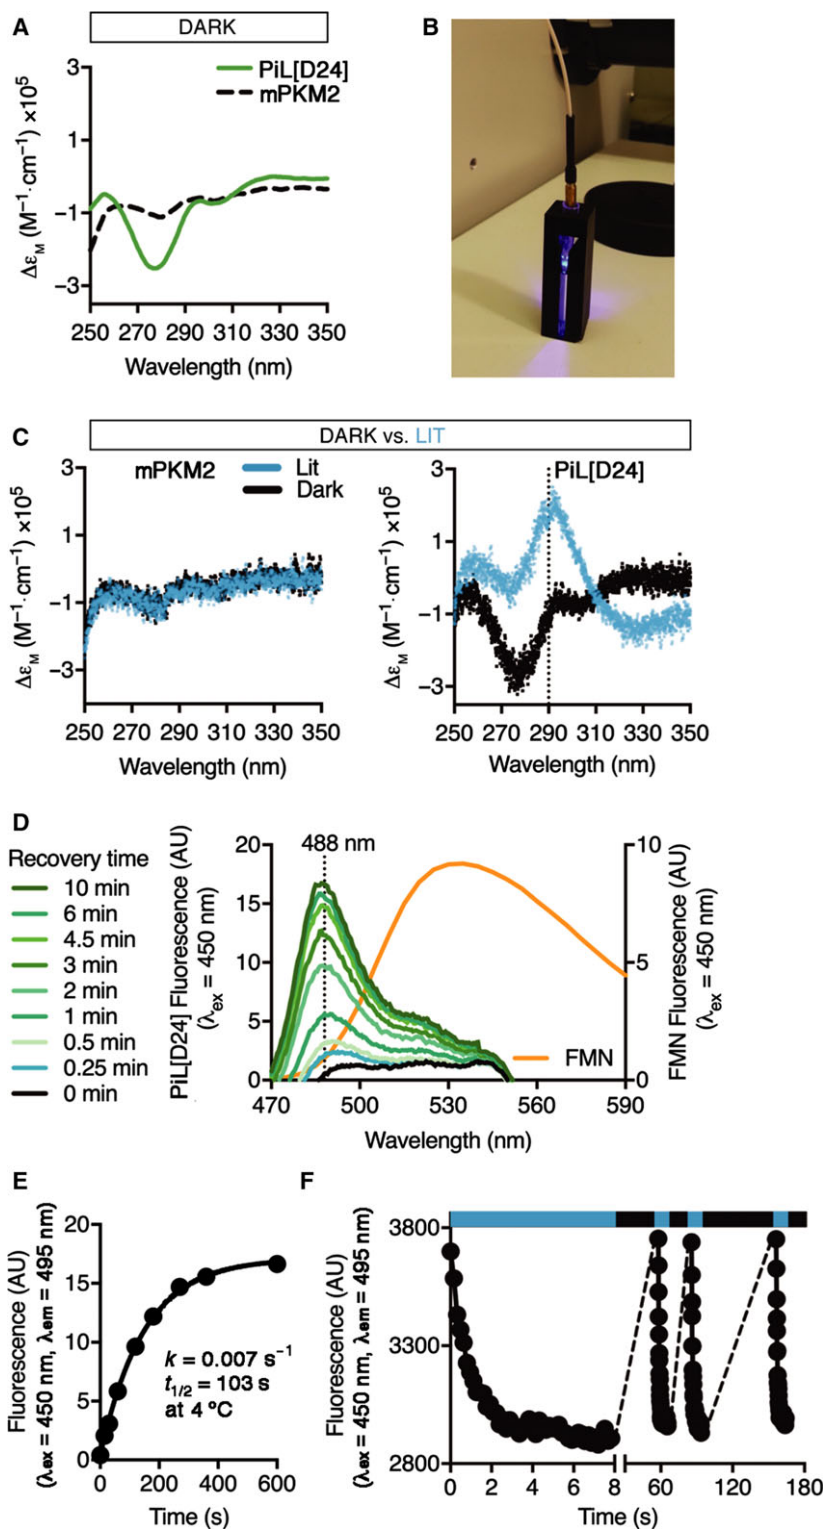 A
DARK
PiL[D24]
mPKM2
3
1
−1
−3
Δε_M (M⁻¹·cm⁻¹) ×10⁵
250 270 290 310 330 350
Wavelength (nm)
B
C
DARK vs. LIT
mPKM2
Lit
Dark
3
1
−1
−3
Δε_M (M⁻¹·cm⁻¹) ×10⁵
250 270 290 310 330 350
Wavelength (nm)
PiL[D24]
3
1
−1
−3
Δε_M (M⁻¹·cm⁻¹) ×10⁵
250 270 290 310 330 350
Wavelength (nm)
D
Recovery time
10 min
6 min
4.5 min
3 min
2 min
1 min
0.5 min
0.25 min
0 min
488 nm
PiL[D24] Fluorescence (AU)
(λ_ex = 450 nm)
20
15
10
5
0
470 500 530 560 590
Wavelength (nm)
FMN
10
5
0
FMN Fluorescence (AU)
(λ_ex = 450 nm)
E
Fluorescence (AU)
(λex = 450 nm, λem = 495 nm)
20
15
10
5
0
k = 0.007 s⁻¹
t_1/2 = 103 s
at 4 °C
0 200 400 600
Time (s)
F
Fluorescence (AU)
(λex = 450 nm, λem = 495 nm)
3800
3300
2800
0 2 4 6 8 60 120 180
Time (s)